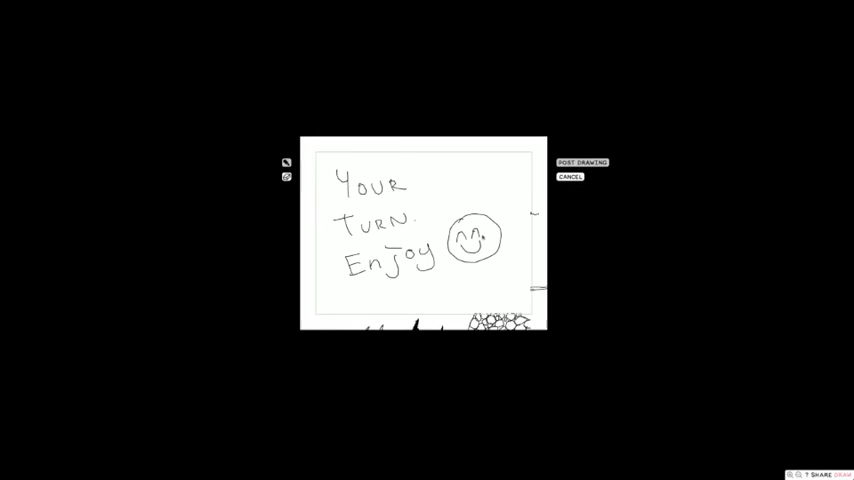 YOUR
TURN.
EnJoy
POST DRAWING
CANCEL
SHARE DRAW